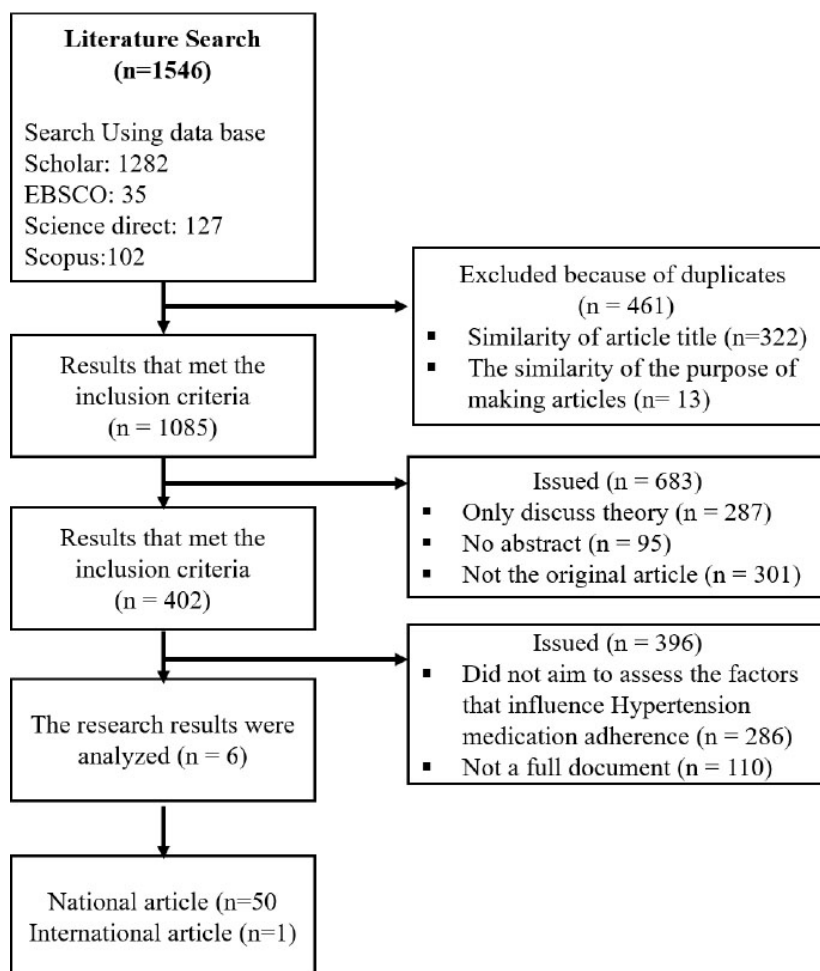 Literature Search
(n=1546)
Search Using data base
Scholar: 1282
EBSCO: 35
Science direct: 127
Scopus:102
Excluded because of duplicates
(n = 461)
▪ Similarity of article title (n=322)
▪ The similarity of the purpose of
making articles (n= 13)
Results that met the
inclusion criteria
(n = 1085)
Issued (n = 683)
▪ Only discuss theory (n = 287)
▪ No abstract (n = 95)
▪ Not the original article (n = 301)
Results that met the
inclusion criteria
(n = 402)
Issued (n = 396)
▪ Did not aim to assess the factors
that influence Hypertension
medication adherence (n = 286)
▪ Not a full document (n = 110)
The research results were
analyzed (n = 6)
National article (n=50
International article (n=1)